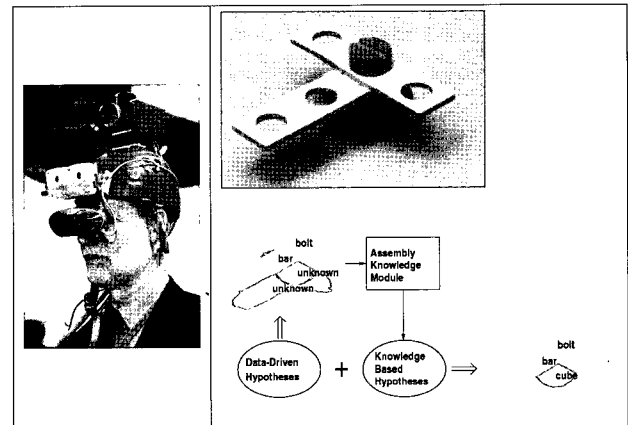 bolt
bar
unknown
unknown
Assembly
Knowledge
Module
Data-Driven
Hypotheses
+
Knowledge
Based
Hypotheses
bolt
bar
cube